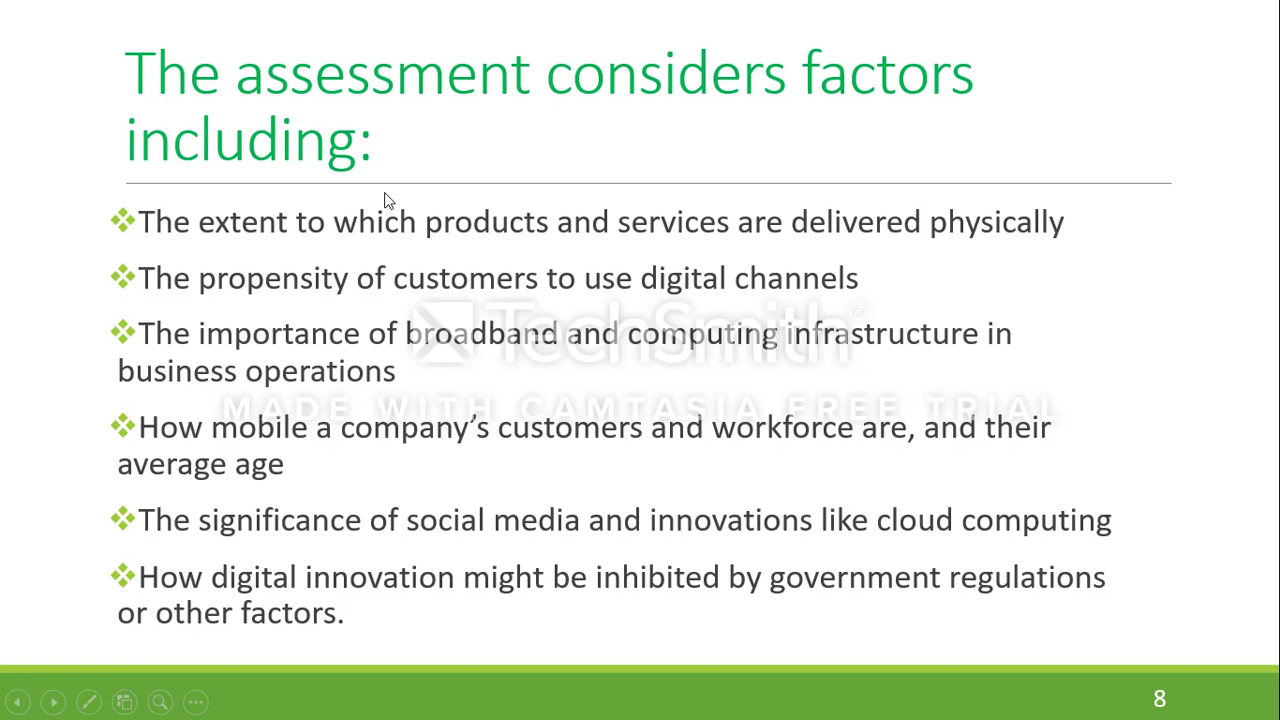 The assessment considers factors
including:
The extent to which products and services are delivered physically
The propensity of customers to use digital channels
The importance of broadband and computing infrastructure in
business operations
TechSmith®
MADE WITH CAMTASIA FREE TRIAL
How mobile a company’s customers and workforce are, and their
average age
The significance of social media and innovations like cloud computing
How digital innovation might be inhibited by government regulations
or other factors.
8